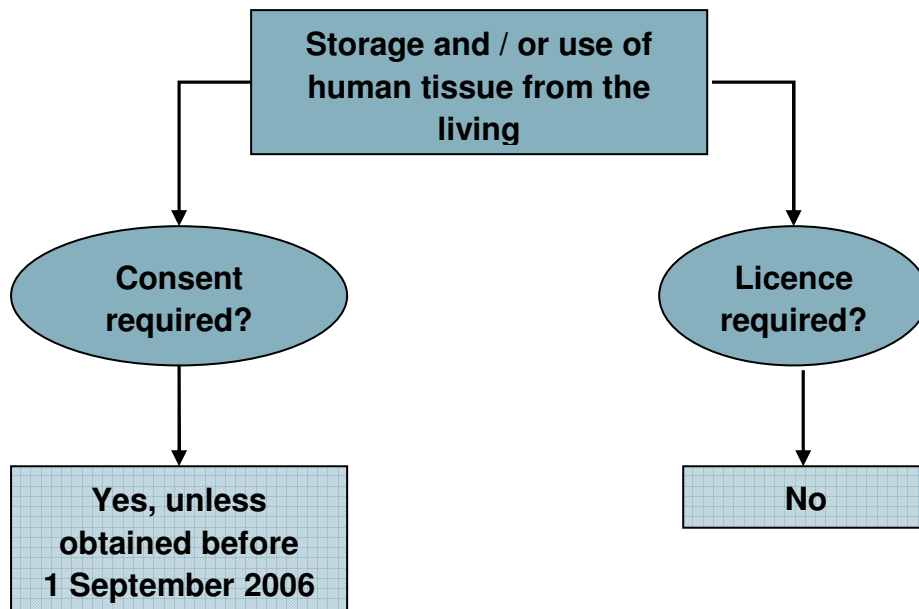 Storage and / or use of
human tissue from the
living
Consent
required?
Licence
required?
Yes, unless
obtained before
1 September 2006
No